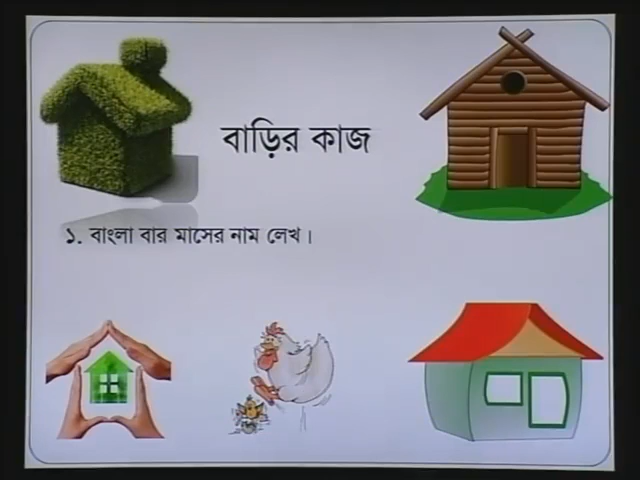 বাড়ির কাজ
১. বাংলা বার মাসের নাম লেখ।